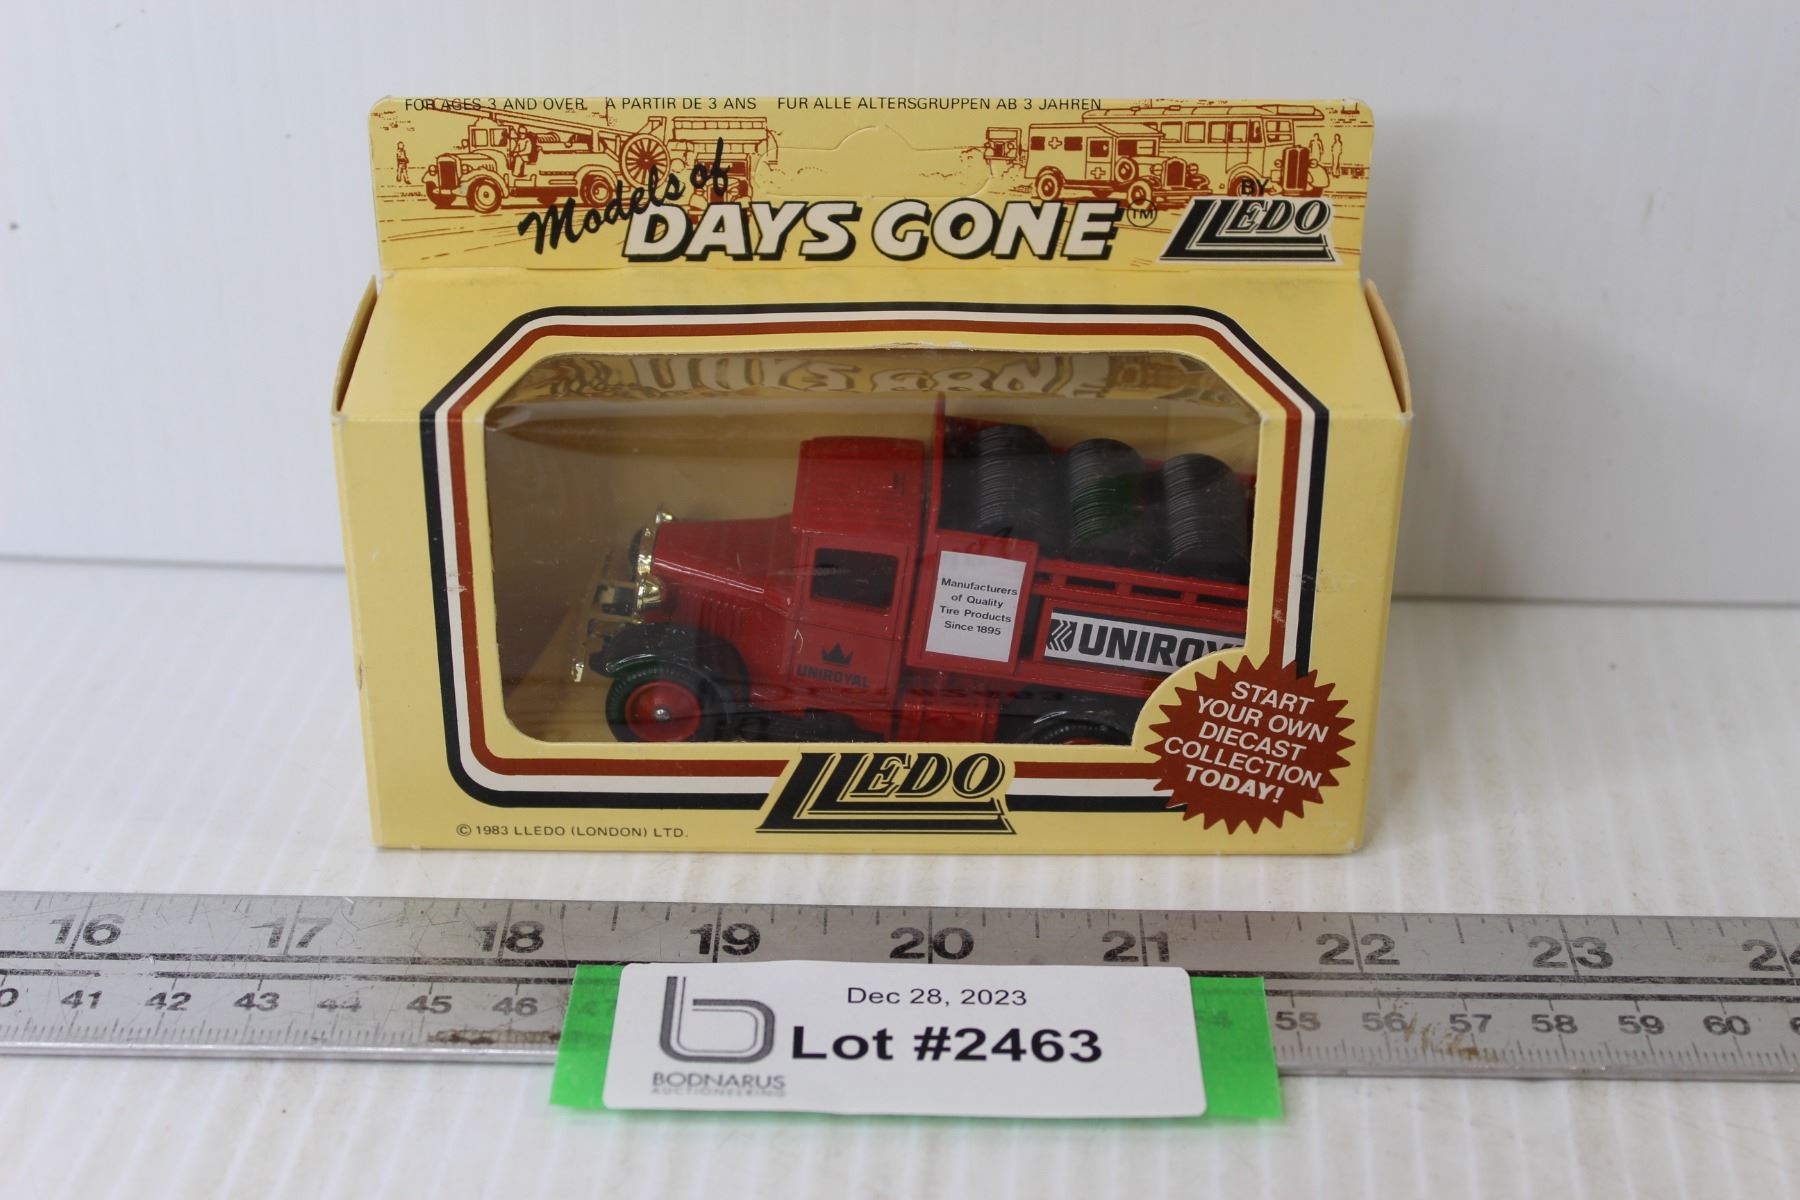 FOR AGES 3 AND OVER A PARTIR DE 3 ANS FUR ALLE ALTERSGRUPPEN AB 3 JAHREN
Models of
DAYS GONE™
BY
LLEDO
Manufacturers
of Quality
Tire Products
Since 1895
UNIROYAL
UNIROY
START
YOUR OWN
DIECAST
COLLECTION
TODAY!
LLEDO
© 1983 LLEDO (LONDON) LTD.
16 17 18 19 20 21 22 23 24
41 42 43 44 45 46 55 56 57 58 59 60
Dec 28, 2023
Lot #2463
BODNARUS
AUCTIONEERING